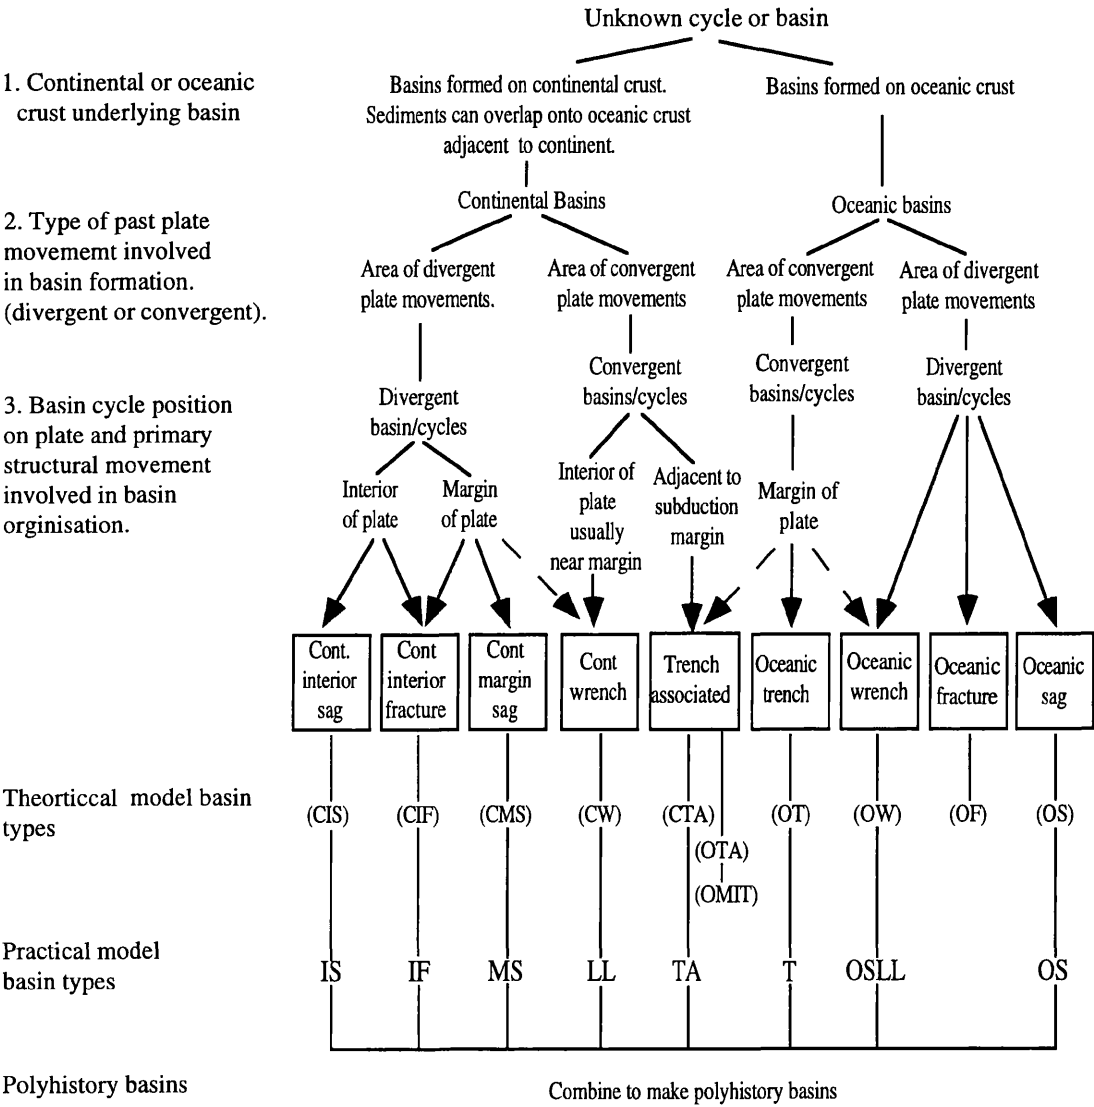 Unknown cycle or basin
1. Continental or oceanic
crust underlying basin
Basins formed on continental crust.
Sediments can overlap onto oceanic crust
adjacent to continent.
Basins formed on oceanic crust
Continental Basins
Oceanic basins
2. Type of past plate
movememt involved
in basin formation.
(divergent or convergent).
Area of divergent
plate movements.
Area of convergent
plate movements
Area of convergent
plate movements
Area of divergent
plate movements
Divergent
basin/cycles
Convergent
basins/cycles
Convergent
basins/cycles
Divergent
basin/cycles
3. Basin cycle position
on plate and primary
structural movement
involved in basin
orginisation.
Interior
of plate
Margin
of plate
Interior of
plate
usually
near margin
Adjacent to
subduction
margin
Margin of
plate
Cont.
interior
sag
Cont
interior
fracture
Cont
margin
sag
Cont
wrench
Trench
associated
Oceanic
trench
Oceanic
wrench
Oceanic
fracture
Oceanic
sag
Theorticcal model basin
types
(CIS)
(CIF)
(CMS)
(CW)
(CTA)
(OTA)
(OMIT)
(OT)
(OW)
(OF)
(OS)
Practical model
basin types
IS
IF
MS
LL
TA
T
OSLL
OS
Polyhistory basins
Combine to make polyhistory basins